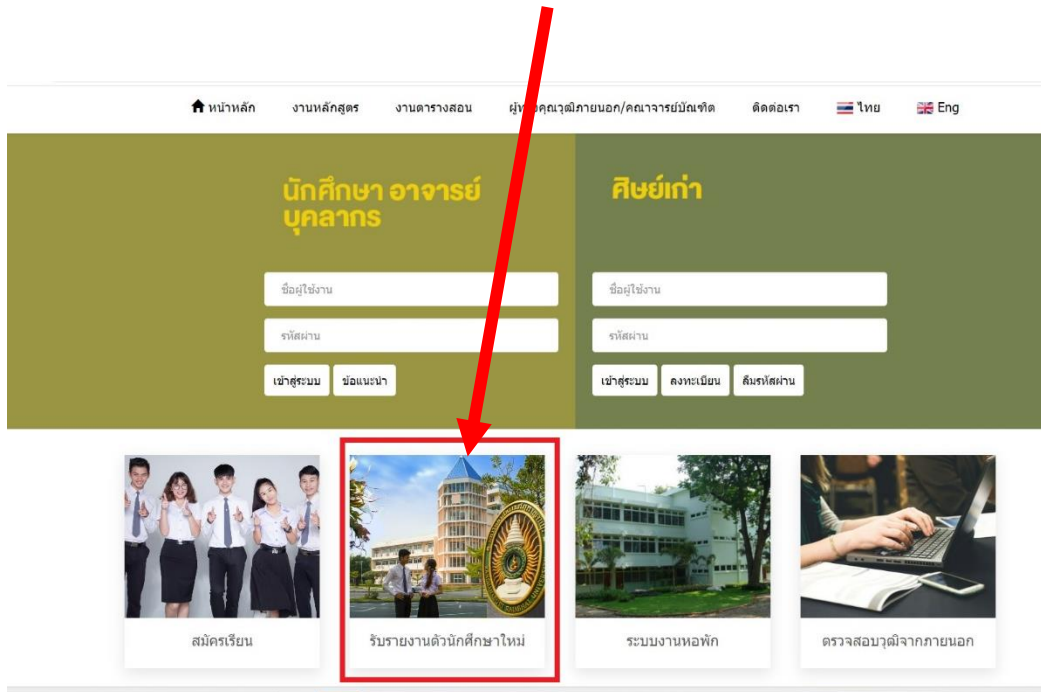 หน้าหลัก งานหลักสูตร งานตารางสอน ภายนอก/คณาจารย์บัณฑิต ติดต่อเรา ไทย Eng
นักศึกษา อาจารย์
บุคลากร
ศิษย์เก่า
ชื่อผู้ใช้งาน
รหัสผ่าน
เข้าสู่ระบบ ข้อแนะนำ
ชื่อผู้ใช้งาน
รหัสผ่าน
เข้าสู่ระบบ ลงทะเบียน ลืมรหัสผ่าน
สมัครเรียน
รับรายงานตัวนักศึกษาใหม่
ระบบงานหอพัก
ตรวจสอบวุฒิจากภายนอก